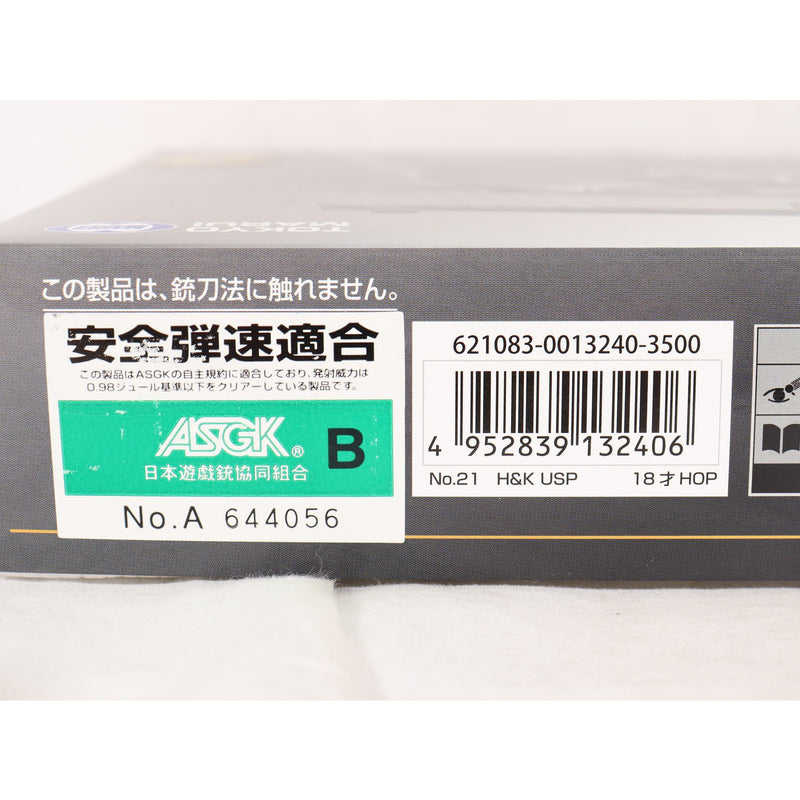 TOKYO
MARUI
この製品は、銃刀法に触れません。
安全弾速適合
この製品はASGKの自主規約に適合しており、発射威力は
0.98ジュール基準以下をクリアーしている製品です。
ASGK® B
日本遊戯銃協同組合
No.A 644056
621083-0013240-3500
4 952839 132406
No.21 H&K USP 18才HOP